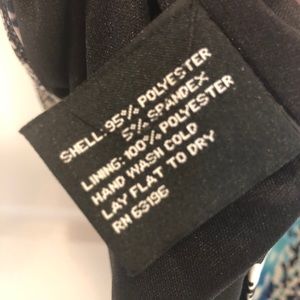 SHELL: 95% POLYESTER
5% SPANDEX
LINING: 100% POLYESTER
HAND WASH COLD
LAY FLAT TO DRY
RN 63196